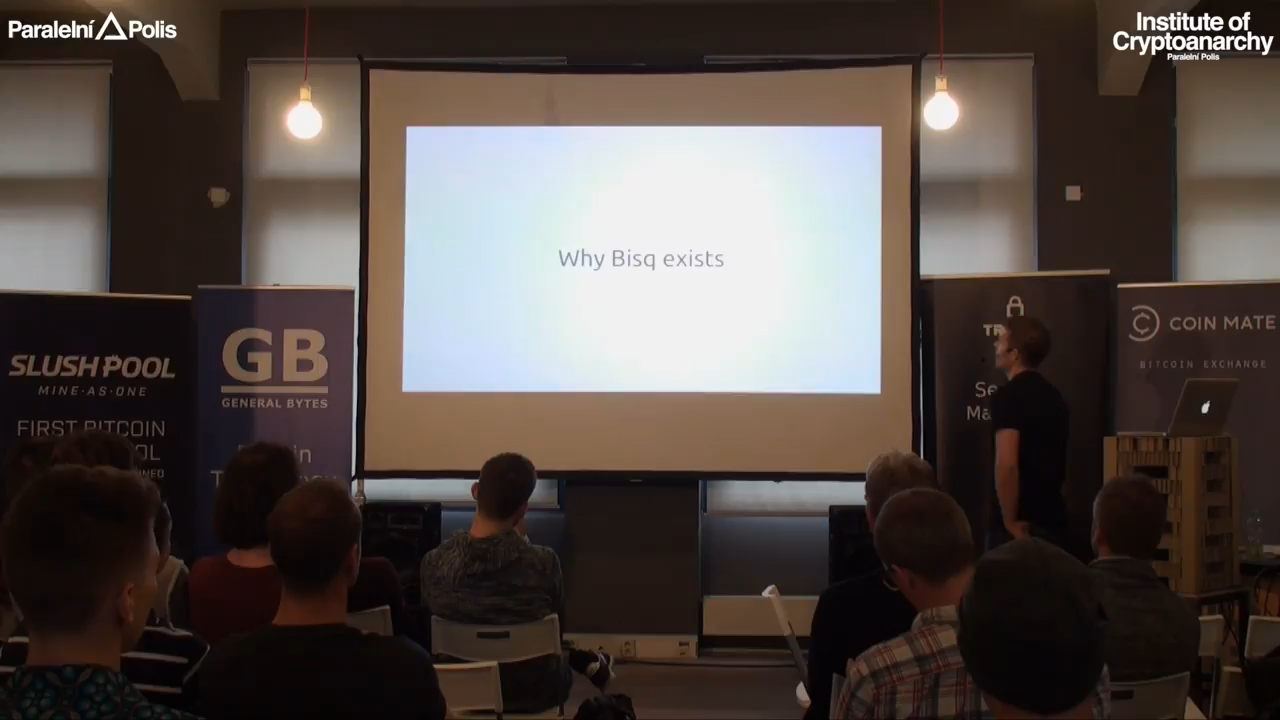 Paralelní Polis
Institute of
Cryptoanarchy
Paralelní Polis
Why Bisq exists
SLUSH POOL
MINE·AS·ONE
FIRST BITCOIN
GB
GENERAL BYTES
COIN MATE
BITCOIN EXCHANGE